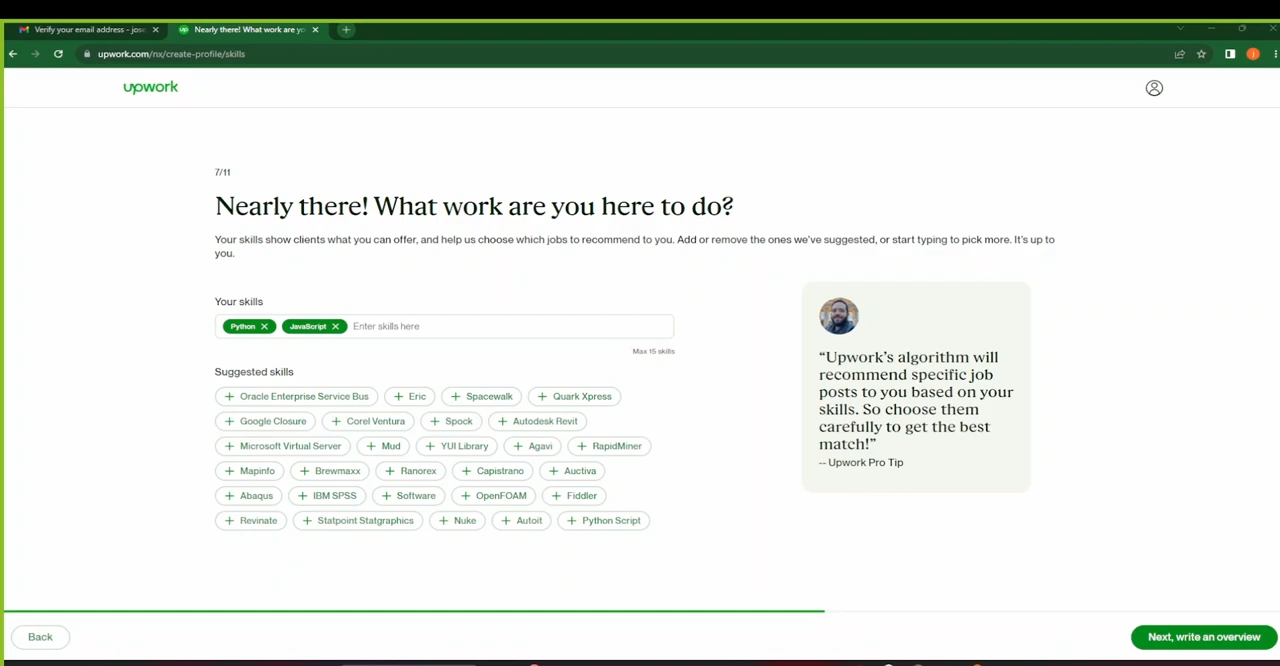 Verify your email address - jose
Nearly there! What work are yo
upwork.com/nx/create-profile/skills
upwork
7/11
Nearly there! What work are you here to do?
Your skills show clients what you can offer, and help us choose which jobs to recommend to you. Add or remove the ones we've suggested, or start typing to pick more. It's up to
you.
Your skills
Python
JavaScript
Enter skills here
Max 15 skills
Suggested skills
+ Oracle Enterprise Service Bus + Eric + Spacewalk + Quark Xpress
+ Google Closure + Corel Ventura + Spock + Autodesk Revit
+ Microsoft Virtual Server + Mud + YUI Library + Agavi + RapidMiner
+ Mapinfo + Brewmaxx + Ranorex + Capistrano + Auctiva
+ Abaqus + IBM SPSS + Software + OpenFOAM + Fiddler
+ Revinate + Statpoint Statgraphics + Nuke + Autoit + Python Script
“Upwork’s algorithm will
recommend specific job
posts to you based on your
skills. So choose them
carefully to get the best
match!”
-- Upwork Pro Tip
Back
Next, write an overview